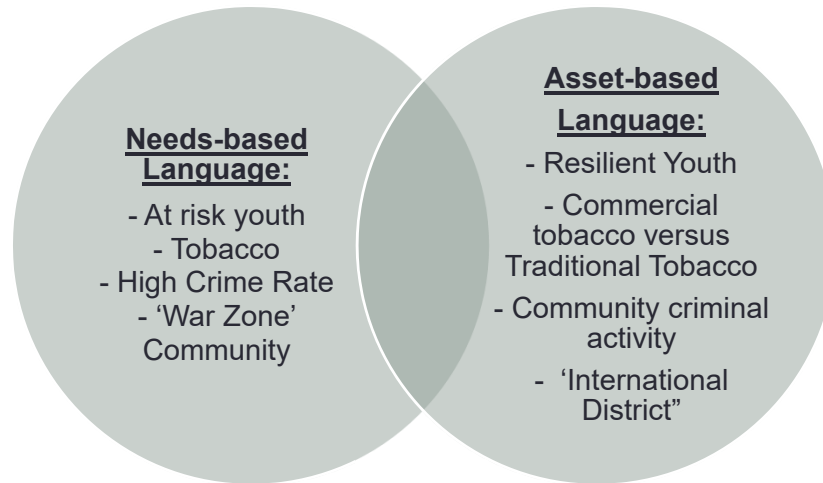 Needs-based
Language:
- At risk youth
- Tobacco
- High Crime Rate
- ‘War Zone’
Community
Asset-based
Language:
- Resilient Youth
- Commercial
tobacco versus
Traditional Tobacco
- Community criminal
activity
- ‘International
District”